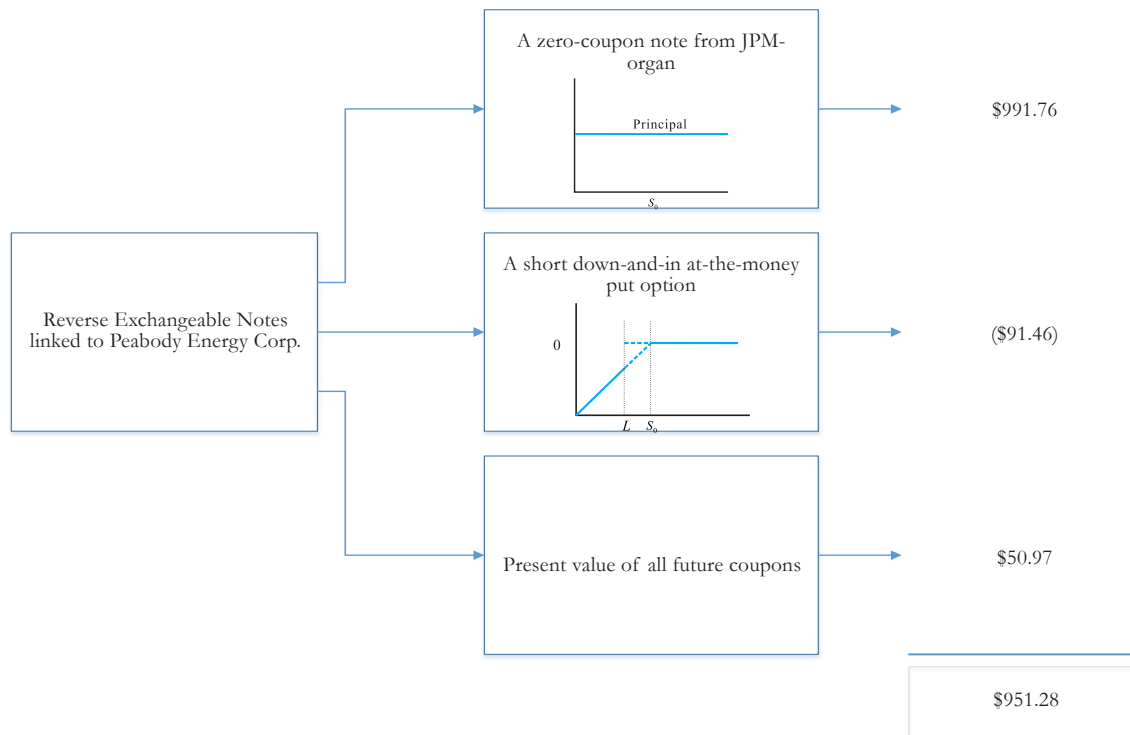 A zero-coupon note from JPM-
organ
Principal
S₀
$991.76
Reverse Exchangeable Notes
linked to Peabody Energy Corp.
A short down-and-in at-the-money
put option
0
L S₀
($91.46)
Present value of all future coupons
$50.97
$951.28